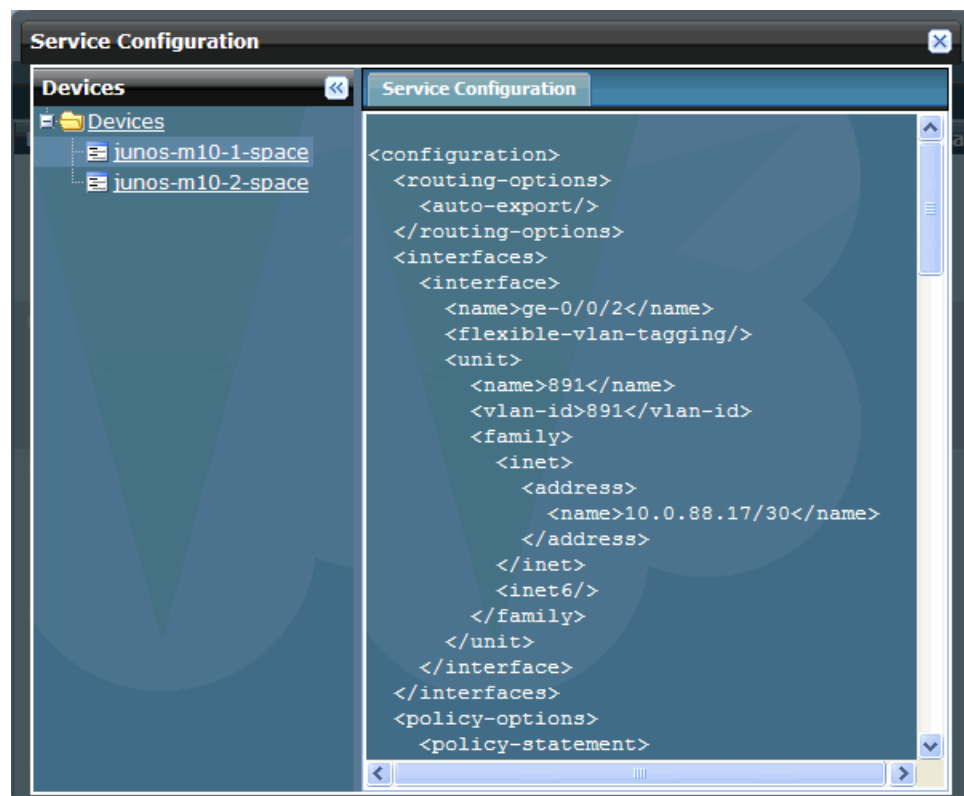 Service Configuration
Devices
Devices
junos-m10-1-space
junos-m10-2-space
Service Configuration
<configuration>
  <routing-options>
    <auto-export/>
  </routing-options>
  <interfaces>
    <interface>
      <name>ge-0/0/2</name>
      <flexible-vlan-tagging/>
      <unit>
        <name>891</name>
        <vlan-id>891</vlan-id>
        <family>
          <inet>
            <address>
              <name>10.0.88.17/30</name>
            </address>
          </inet>
          <inet6/>
        </family>
      </unit>
    </interface>
  </interfaces>
  <policy-options>
    <policy-statement>